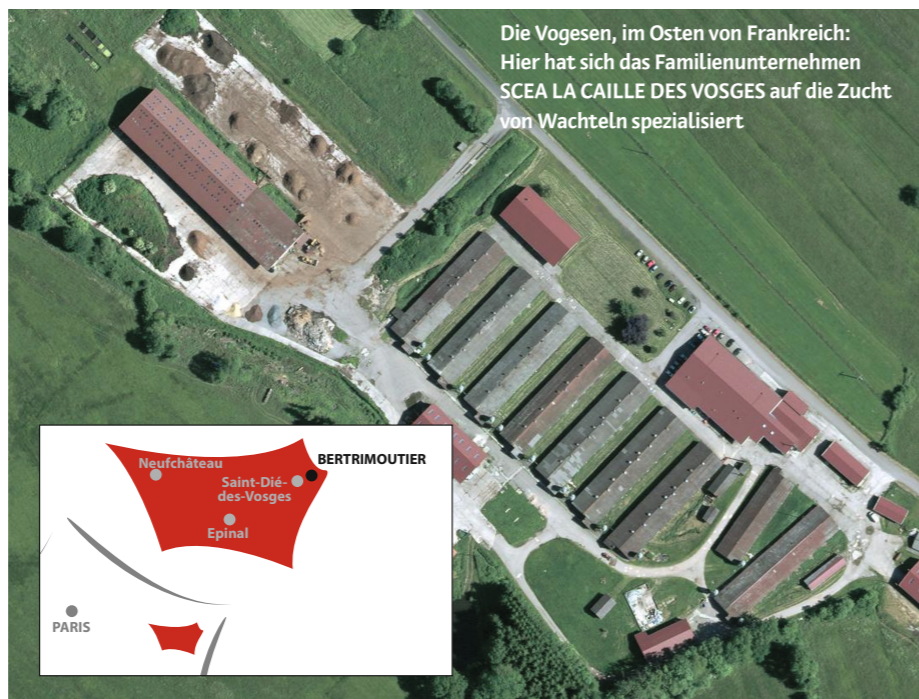 Die Vogesen, im Osten von Frankreich:
Hier hat sich das Familienunternehmen
SCEA LA CAILLE DES VOSGES auf die Zucht
von Wachteln spezialisiert
Neufchâteau
BERTRIMOUTIER
Saint-Dié-
des-Vosges
Epinal
PARIS